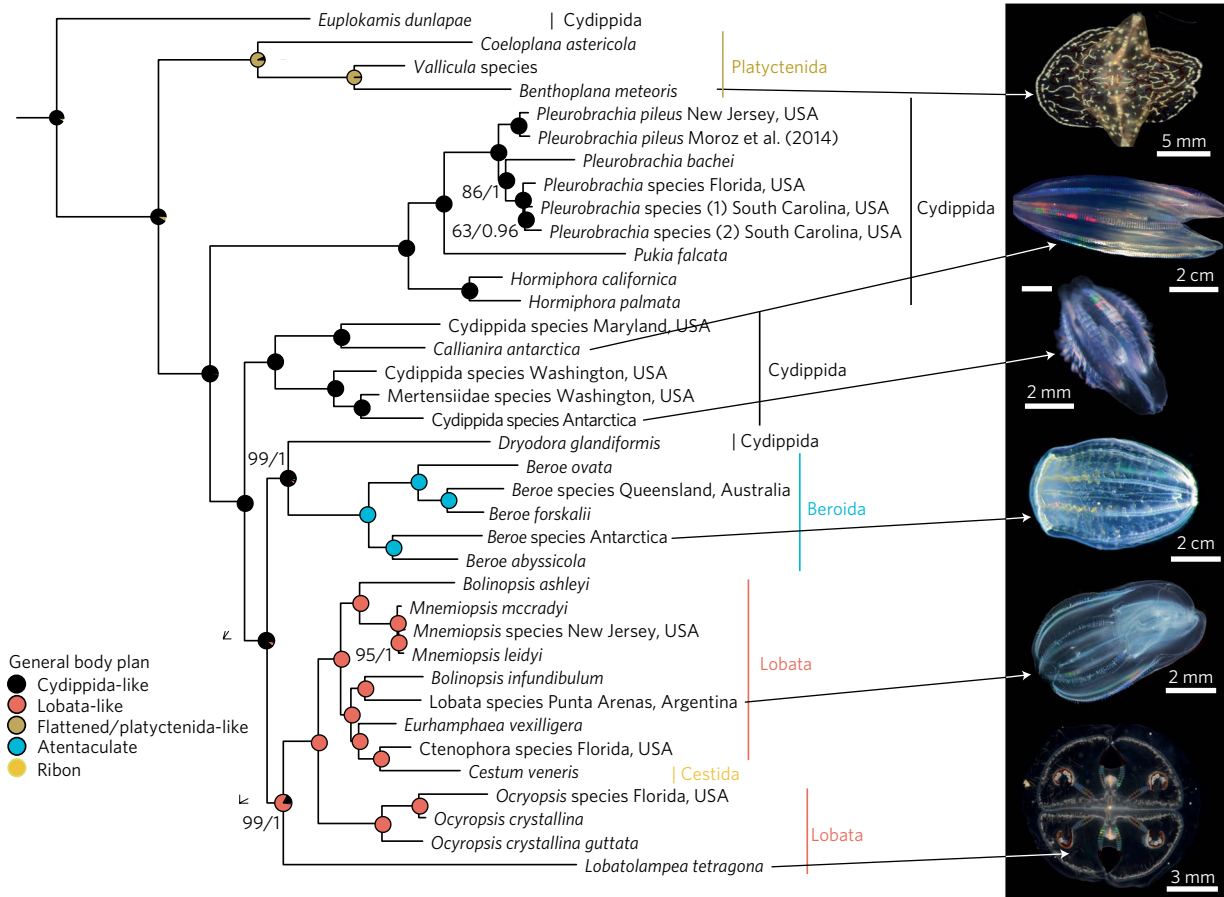 Euplokamis dunlapae
| Cydippida
Coeloplana astericola
Vallicula species
Benthoplana meteoris
Platyctenida
Pleurobrachia pileus New Jersey, USA
Pleurobrachia pileus Moroz et al. (2014)
Pleurobrachia bachei
86/1
Pleurobrachia species Florida, USA
Pleurobrachia species (1) South Carolina, USA
63/0.96
Pleurobrachia species (2) South Carolina, USA
Pukia falcata
Hormiphora californica
Hormiphora palmata
Cydippida
Cydippida species Maryland, USA
Callianira antarctica
Cydippida species Washington, USA
Mertensiidae species Washington, USA
Cydippida species Antarctica
Cydippida
Dryodora glandiformis
| Cydippida
99/1
Beroe ovata
Beroe species Queensland, Australia
Beroe forskalii
Beroe species Antarctica
Beroe abyssicola
Beroida
Bolinopsis ashleyi
Mnemiopsis mccradyi
Mnemiopsis species New Jersey, USA
95/1
Mnemiopsis leidyi
Bolinopsis infundibulum
Lobata species Punta Arenas, Argentina
Eurhamphaea vexilligera
Ctenophora species Florida, USA
Lobata
Cestum veneris
| Cestida
99/1
Ocryopsis species Florida, USA
Ocyropsis crystallina
Ocyropsis crystallina guttata
Lobatolampea tetragona
Lobata
General body plan
Cydippida-like
Lobata-like
Flattened/platyctenida-like
Atentaculate
Ribon
5 mm
2 cm
2 mm
2 cm
2 mm
3 mm